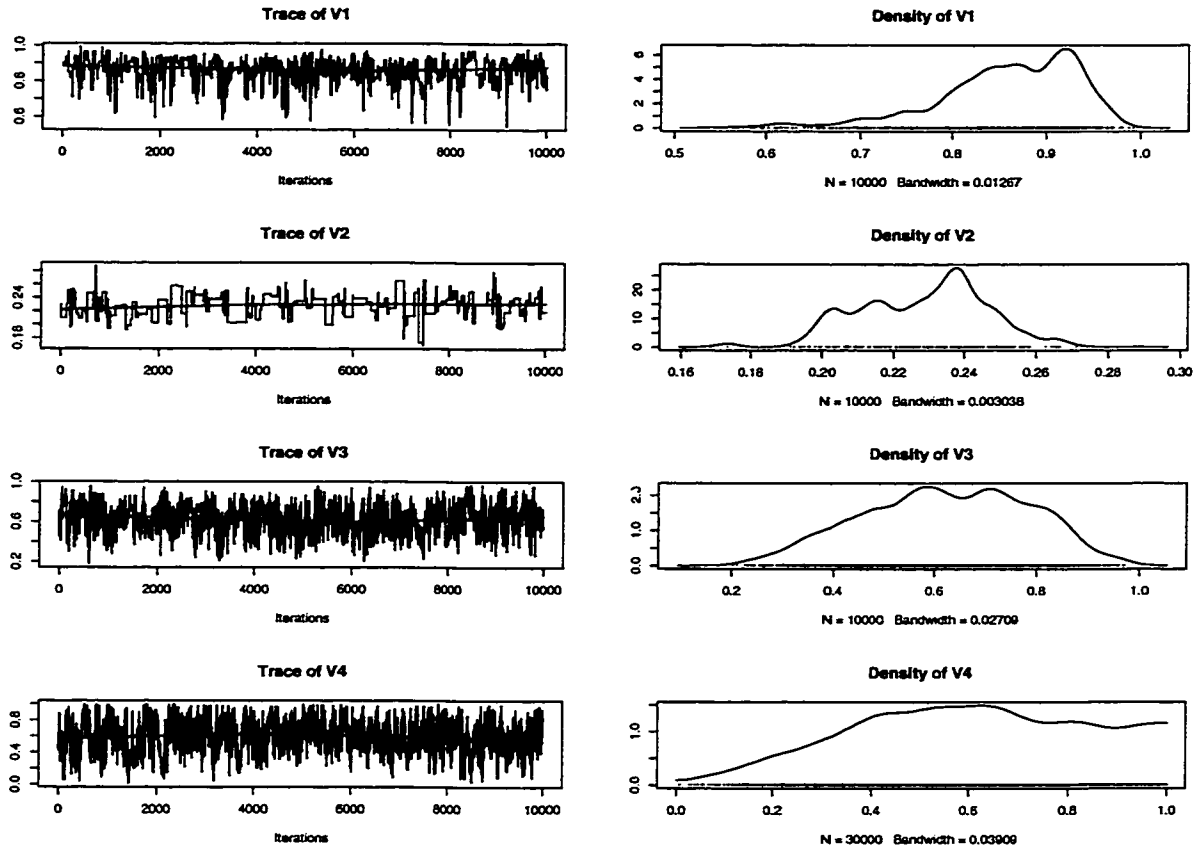 Trace of V1
1.0
0.8
0.6
0 2000 4000 6000 8000 10000
Iterations
Density of V1
6
4
2
0
0.5 0.6 0.7 0.8 0.9 1.0
N = 10000 Bandwidth = 0.01267
Trace of V2
0.24
0.18
0 2000 4000 6000 8000 10000
Iterations
Density of V2
20
10
0
0.16 0.18 0.20 0.22 0.24 0.26 0.28 0.30
N = 10000 Bandwidth = 0.003038
Trace of V3
1.0
0.6
0.2
0 2000 4000 6000 8000 10000
Iterations
Density of V3
1.0
0.0
0.2 0.4 0.6 0.8 1.0
N = 10000 Bandwidth = 0.02709
Trace of V4
0.8
0.4
0.0
0 2000 4000 6000 8000 10000
Iterations
Density of V4
1.0
0.0
0.0 0.2 0.4 0.6 0.8 1.0
N = 30000 Bandwidth = 0.03909